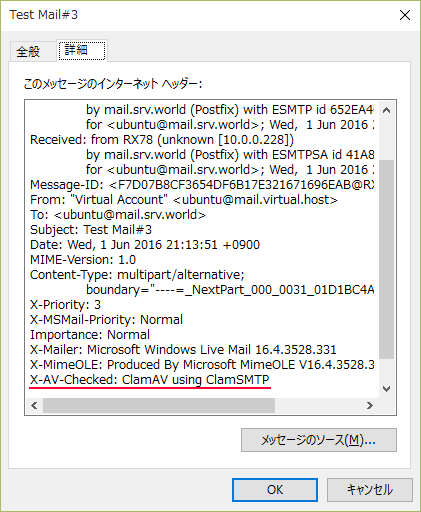 Test Mail#3
全般
詳細
このメッセージのインターネット ヘッダー:
by mail.srv.world (Postfix) with ESMTP id 652EA4
for <ubuntu@mail.srv.world>; Wed,  1 Jun 2016 2
Received: from RX78 (unknown [10.0.0.228])
by mail.srv.world (Postfix) with ESMTPSA id 41A8
for <ubuntu@mail.srv.world>; Wed,  1 Jun 2016 2
Message-ID: <F7D07B8CF3654DF6B17E321671696EAB@RX
From: "Virtual Account" <ubuntu@mail.virtual.host>
To: <ubuntu@mail.srv.world>
Subject: Test Mail#3
Date: Wed, 1 Jun 2016 21:13:51 +0900
MIME-Version: 1.0
Content-Type: multipart/alternative;
boundary="----=_NextPart_000_0031_01D1BC4A
X-Priority: 3
X-MSMail-Priority: Normal
Importance: Normal
X-Mailer: Microsoft Windows Live Mail 16.4.3528.331
X-MimeOLE: Produced By Microsoft MimeOLE V16.4.3528.3
X-AV-Checked: ClamAV using ClamSMTP
メッセージのソース(M)...
OK
キャンセル